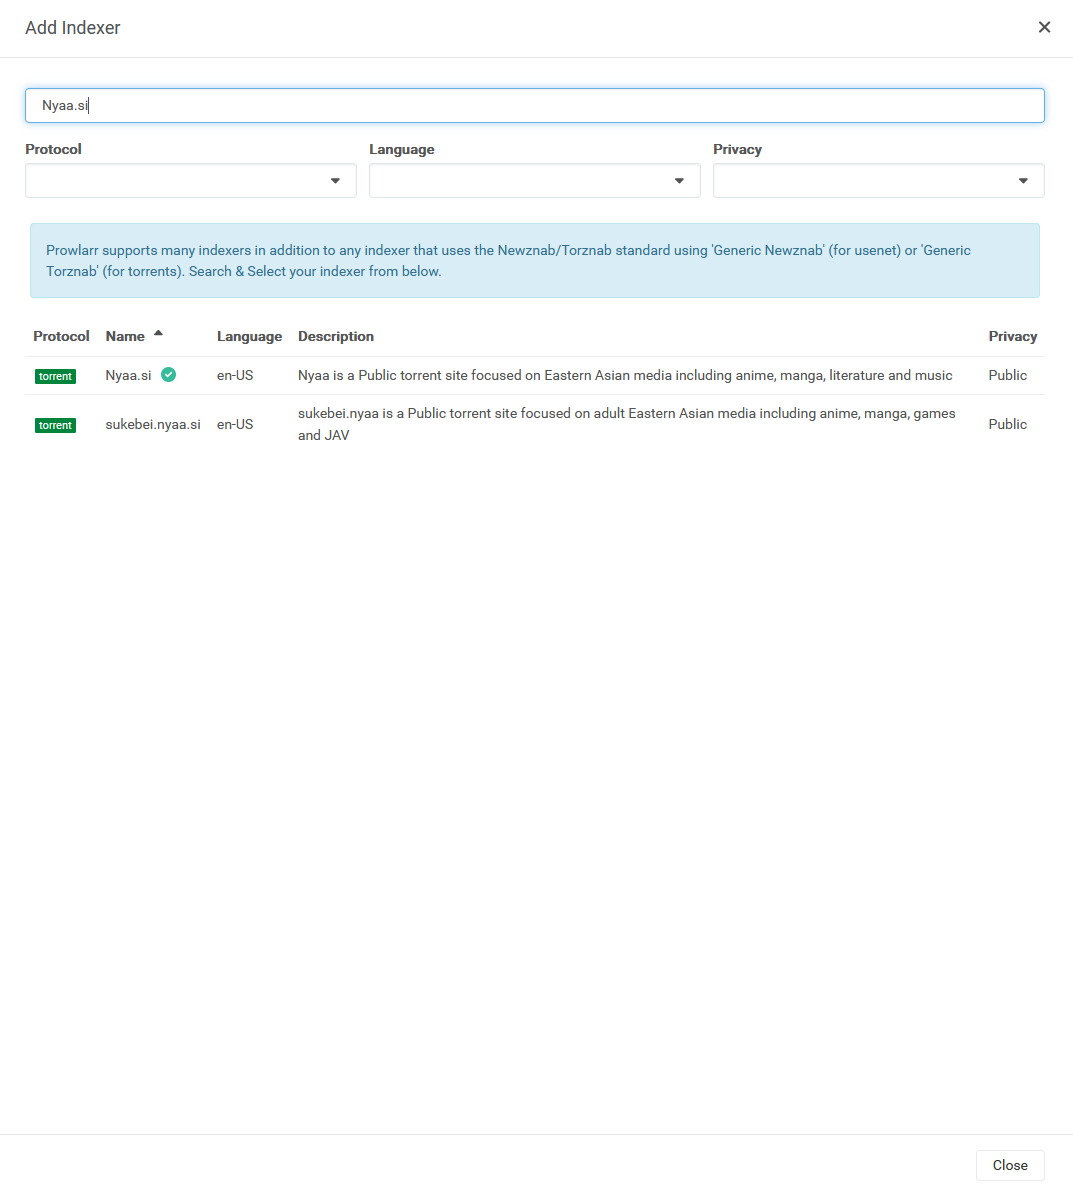 Add Indexer
Nyaa.si
Protocol Language Privacy
Prowlarr supports many indexers in addition to any indexer that uses the Newznab/Torznab standard using 'Generic Newznab' (for usenet) or 'Generic
Torznab' (for torrents). Search & Select your indexer from below.
Protocol Name Language Description Privacy
torrent Nyaa.si en-US Nyaa is a Public torrent site focused on Eastern Asian media including anime, manga, literature and music Public
torrent sukebei.nyaa.si en-US sukebei.nyaa is a Public torrent site focused on adult Eastern Asian media including anime, manga, games
and JAV Public
Close